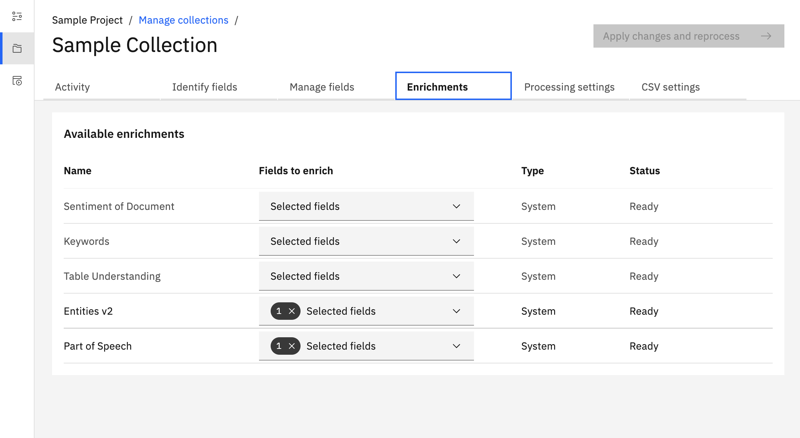 Sample Project / Manage collections /
Sample Collection
Apply changes and reprocess
Activity Identify fields Manage fields Enrichments Processing settings CSV settings
Available enrichments
Name Fields to enrich Type Status
Sentiment of Document Selected fields System Ready
Keywords Selected fields System Ready
Table Understanding Selected fields System Ready
Entities v2 1 × Selected fields System Ready
Part of Speech 1 × Selected fields System Ready